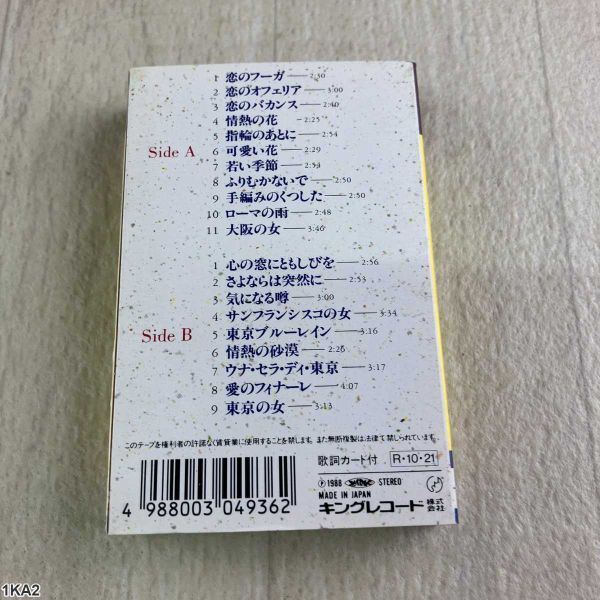 1 恋のフーガ——2:30
2 恋のオフェリア——3:00
3 恋のバカンス——2:40
4 情熱の花——2:25
5 指輪のあとに——2:54
Side A 6 可愛い花——2:29
7 若い季節——2:53
8 ふりむかないで——2:50
9 手編みのくつした——2:50
10 ローマの雨——2:48
11 大阪の女——3:46
1 心の窓にともしびを——2:56
2 さよならは突然に——2:53
3 気になる噂——3:00
4 サンフランシスコの女——3:34
Side B 5 東京ブルーレイン——3:16
6 情熱の砂漠——2:26
7 ウナ・セラ・ディ・東京——3:17
8 愛のフィナーレ——4:07
9 東京の女——3:13
このテープを権利者の許諾なく賃貸業に使用することを禁じます。また無断複製は法律で禁じられています。
歌詞カード付 R・10・21
Ⓟ1988 STEREO
MADE IN JAPAN
キングレコード株式会社
4 988003 049362
1KA2